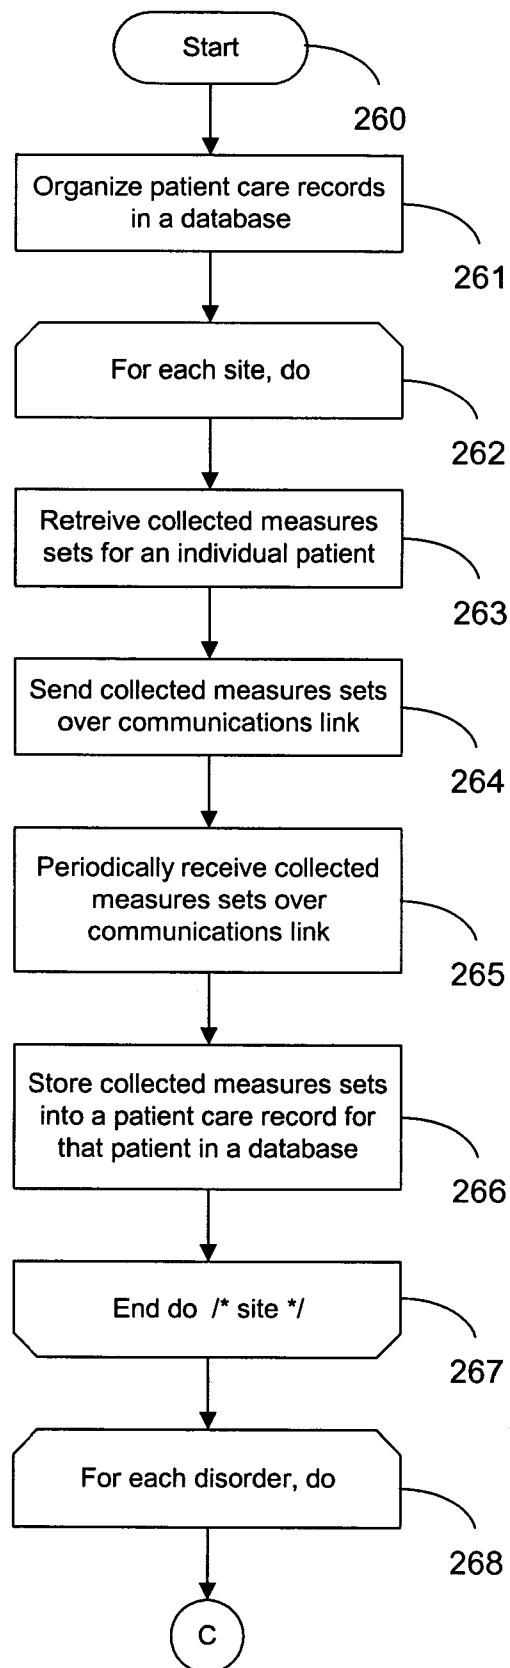 Start
260
Organize patient care records
in a database
261
For each site, do
262
Retreive collected measures
sets for an individual patient
263
Send collected measures sets
over communications link
264
Periodically receive collected
measures sets over
communications link
265
Store collected measures sets
into a patient care record for
that patient in a database
266
End do /* site */
267
For each disorder, do
268
C